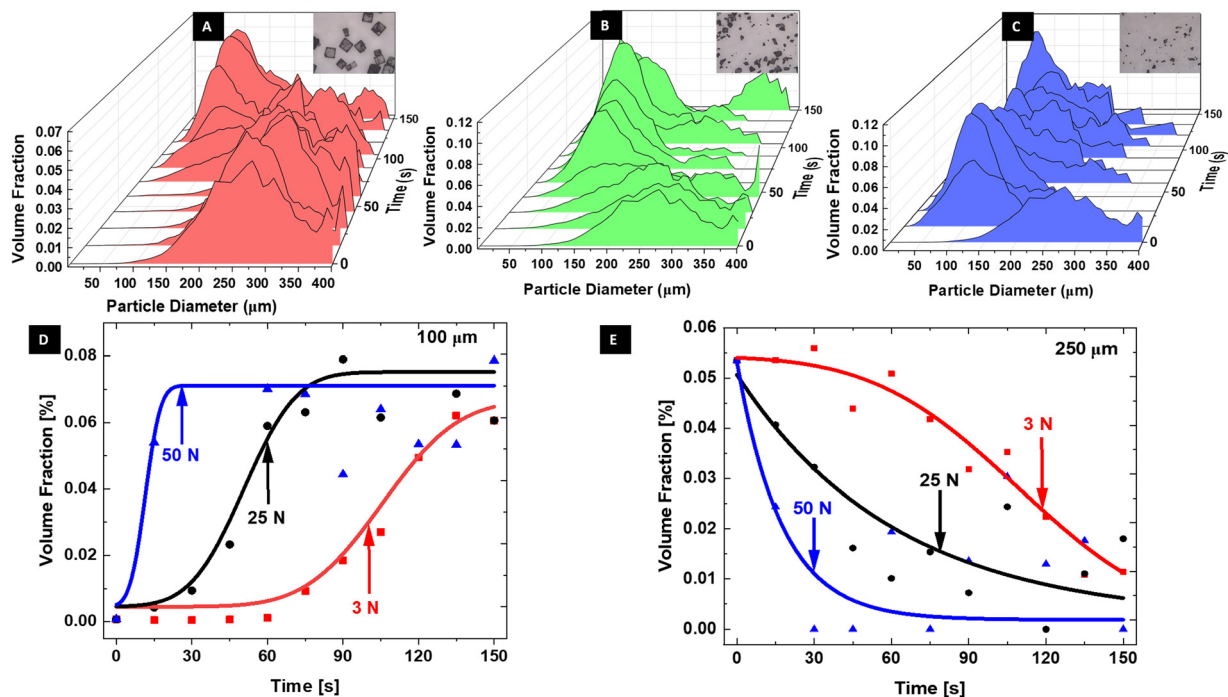 A
0.07
0.06
0.05
0.04
0.03
0.02
0.01
0.00
Volume Fraction
50 100 150 200 250 300 350 400
Particle Diameter (μm)
0
50
100
150
Time (s)
B
0.12
0.10
0.08
0.06
0.04
0.02
0.00
Volume Fraction
50 100 150 200 250 300 350 400
Particle Diameter (μm)
0
50
100
150
Time (s)
C
0.12
0.10
0.08
0.06
0.04
0.02
0.00
Volume Fraction
50 100 150 200 250 300 350 400
Particle Diameter (μm)
0
50
100
150
Time (s)
D
100 μm
0.08
0.06
0.04
0.02
0.00
Volume Fraction [%]
50 N
25 N
3 N
0 30 60 90 120 150
Time [s]
E
250 μm
0.06
0.05
0.04
0.03
0.02
0.01
0.00
Volume Fraction [%]
3 N
25 N
50 N
0 30 60 90 120 150
Time [s]